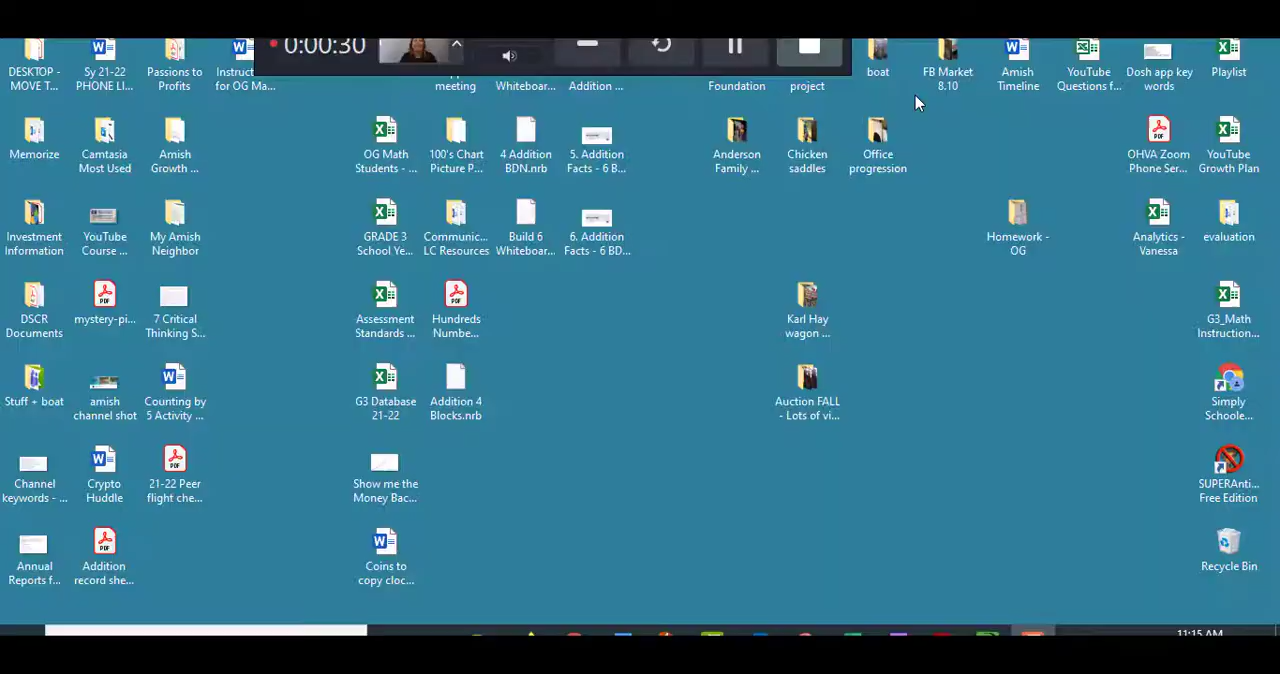 0:00:30
DESKTOP -
MOVE T...
Sy 21-22
PHONE LI...
Passions to
Profits
Instruct
for OG Ma...
meeting
Whiteboar...
Addition ...
Foundation
project
boat
FB Market
8.10
Amish
Timeline
YouTube
Questions f...
Dosh app key
words
Playlist
Memorize
Camtasia
Most Used
Amish
Growth ...
OG Math
Students - ...
100's Chart
Picture P...
4 Addition
BDN.nrb
5. Addition
Facts - 6 B...
Anderson
Family ...
Chicken
saddles
Office
progression
OHVA Zoom
Phone Ser...
YouTube
Growth Plan
Investment
Information
YouTube
Course ...
My Amish
Neighbor
GRADE 3
School Ye...
Communic...
LC Resources
Build 6
Whiteboar...
6. Addition
Facts - 6 BD...
Homework -
OG
Analytics -
Vanessa
evaluation
DSCR
Documents
mystery-pi...
7 Critical
Thinking S...
Assessment
Standards ...
Hundreds
Numbe...
Karl Hay
wagon ...
G3_Math
Instruction...
Stuff + boat
amish
channel shot
Counting by
5 Activity ...
G3 Database
21-22
Addition 4
Blocks.nrb
Auction FALL
- Lots of vi...
Simply
Schoole...
Channel
keywords - ...
Crypto
Huddle
21-22 Peer
flight che...
Show me the
Money Bac...
SUPERAnti...
Free Edition
Annual
Reports f...
Addition
record she...
Coins to
copy cloc...
Recycle Bin
11:15 AM